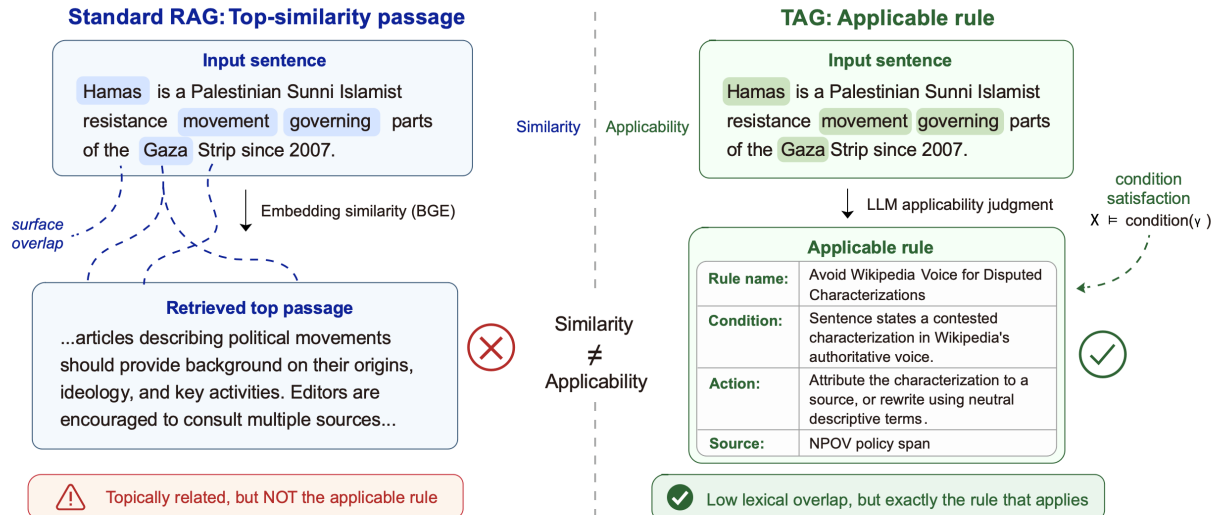 Standard RAG: Top-similarity passage
Input sentence
Hamas is a Palestinian Sunni Islamist
resistance movement governing parts
of the Gaza Strip since 2007.
surface
overlap
Embedding similarity (BGE)
Retrieved top passage
...articles describing political movements
should provide background on their origins,
ideology, and key activities. Editors are
encouraged to consult multiple sources...
Topically related, but NOT the applicable rule
Similarity
Applicability
Similarity
≠
Applicability
TAG: Applicable rule
Input sentence
Hamas is a Palestinian Sunni Islamist
resistance movement governing parts
of the Gaza Strip since 2007.
LLM applicability judgment
condition
satisfaction
X ⊨ condition(γ)
Applicable rule
Rule name: Avoid Wikipedia Voice for Disputed
Characterizations
Condition: Sentence states a contested
characterization in Wikipedia's
authoritative voice.
Action: Attribute the characterization to a
source, or rewrite using neutral
descriptive terms.
Source: NPOV policy span
Low lexical overlap, but exactly the rule that applies